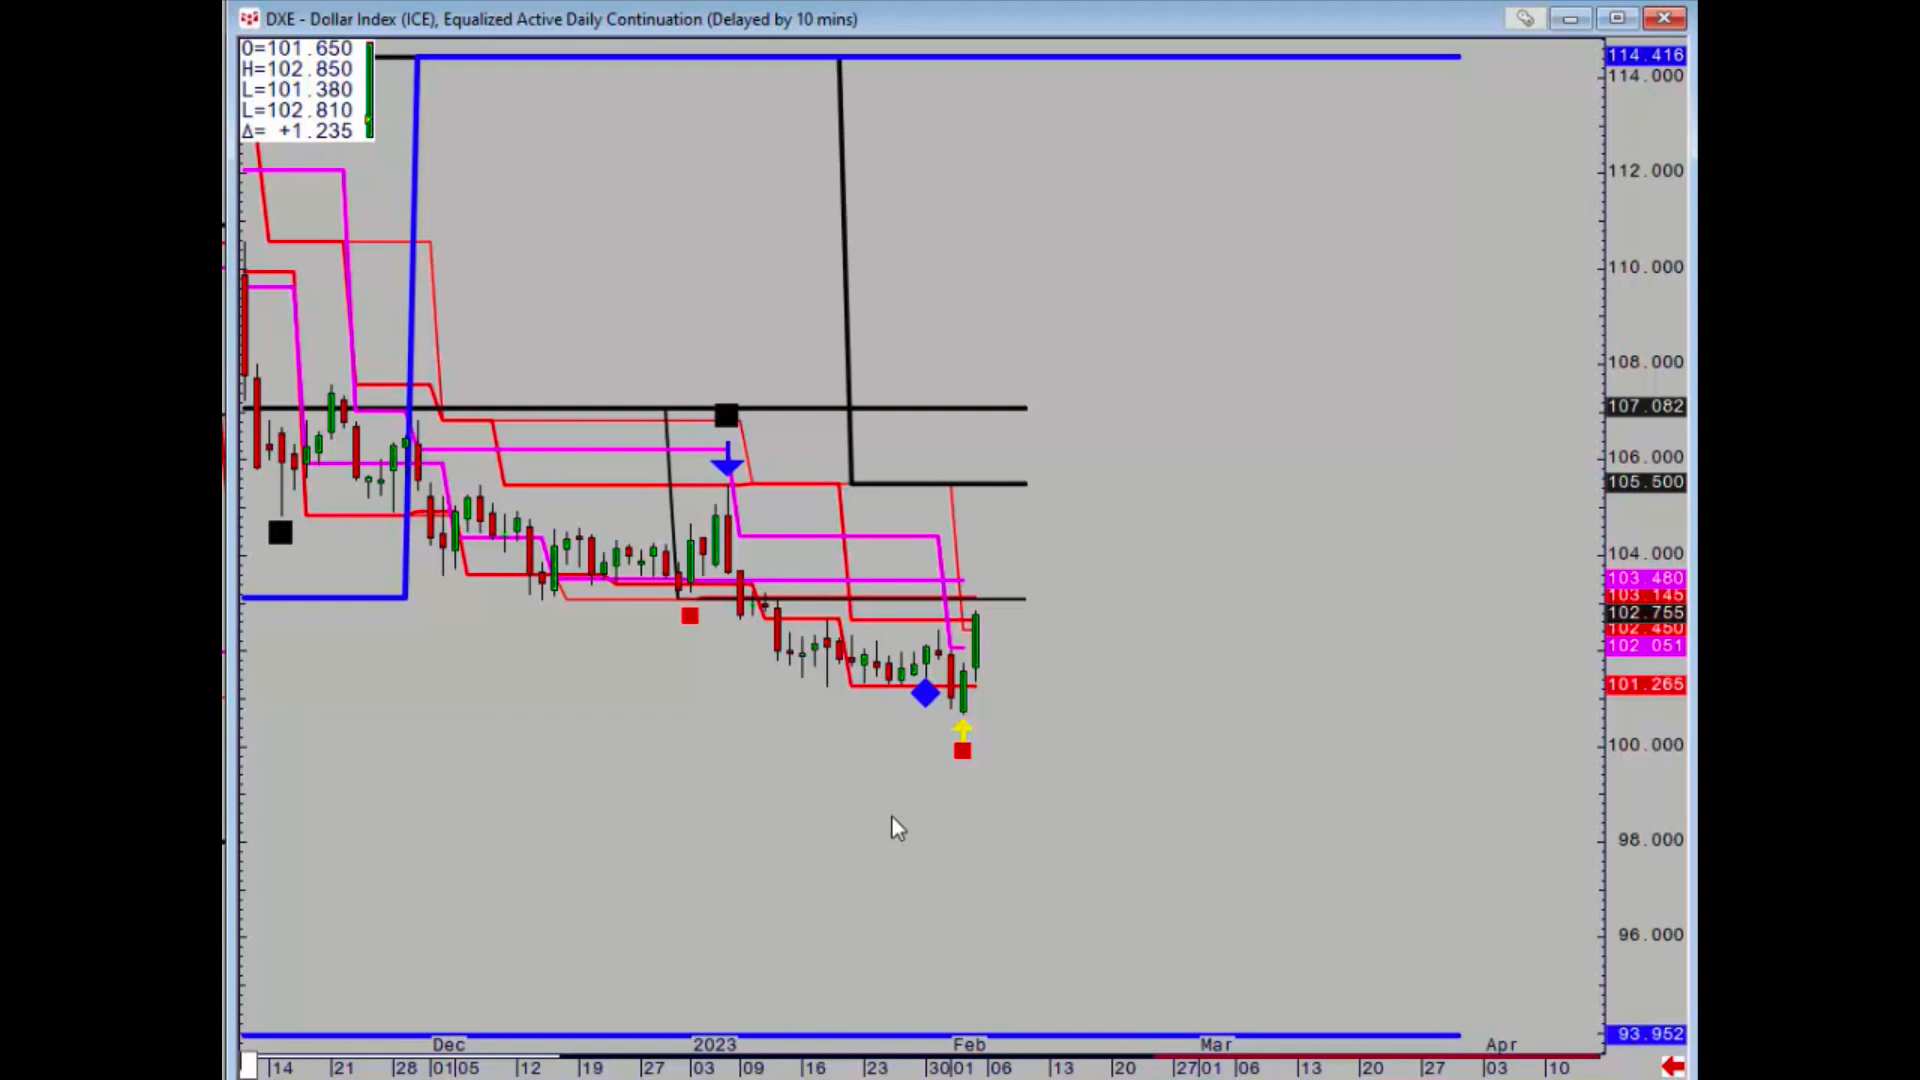 DXE - Dollar Index (ICE), Equalized Active Daily Continuation (Delayed by 10 mins)
O=101.650
H=102.850
L=101.380
L=102.810
Δ= +1.235
114.416
114.000
112.000
110.000
108.000
107.082
106.000
105.500
104.000
103.480
103.145
102.755
102.450
102.051
101.265
100.000
98.000
96.000
93.952
Dec 2023 Feb Mar Apr
14 21 28 01 05 12 19 27 03 09 16 23 30 01 06 13 20 27 01 06 13 20 27 03 10